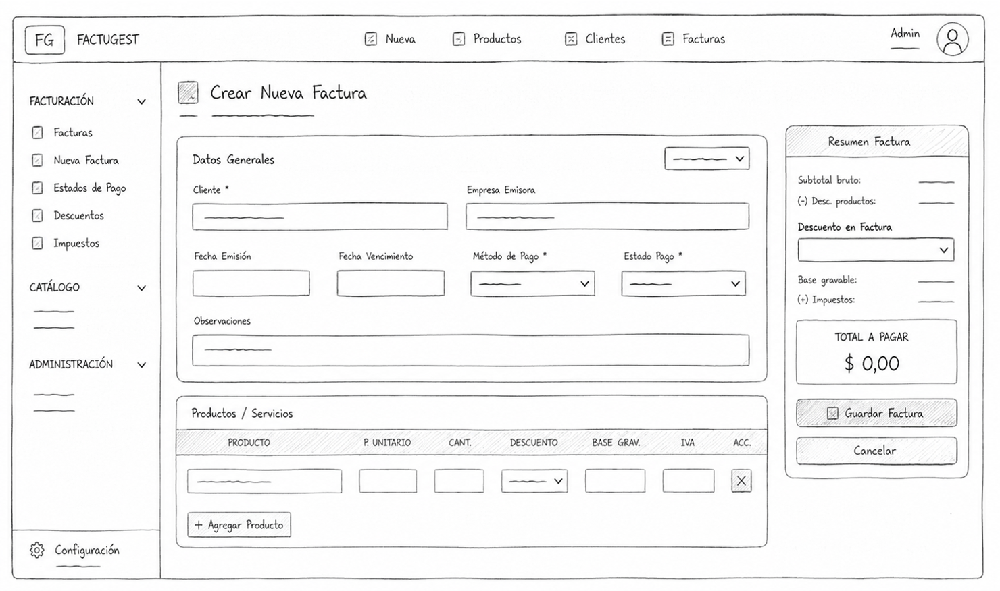 FG FACTUGEST Nueva Productos Clientes Facturas Admin
FACTURACIÓN
Facturas
Nueva Factura
Estados de Pago
Descuentos
Impuestos
CATÁLOGO
ADMINISTRACIÓN
Configuración
Crear Nueva Factura
Datos Generales
Cliente * Empresa Emisora
Fecha Emisión Fecha Vencimiento Método de Pago * Estado Pago *
Observaciones
Productos / Servicios
PRODUCTO P. UNITARIO CANT. DESCUENTO BASE GRAV. IVA ACC.
X
+ Agregar Producto
Resumen Factura
Subtotal bruto:
(-) Desc. productos:
Descuento en Factura
Base gravable:
(+) Impuestos:
TOTAL A PAGAR
$ 0,00
Guardar Factura
Cancelar